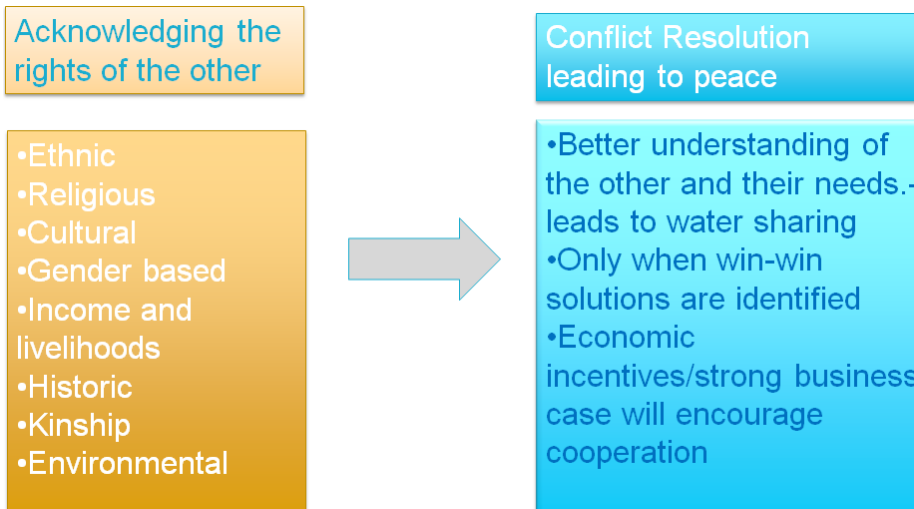 Acknowledging the
rights of the other
•Ethnic
•Religious
•Cultural
•Gender based
•Income and
livelihoods
•Historic
•Kinship
•Environmental
Conflict Resolution
leading to peace
•Better understanding of
the other and their needs.-
leads to water sharing
•Only when win-win
solutions are identified
•Economic
incentives/strong business
case will encourage
cooperation